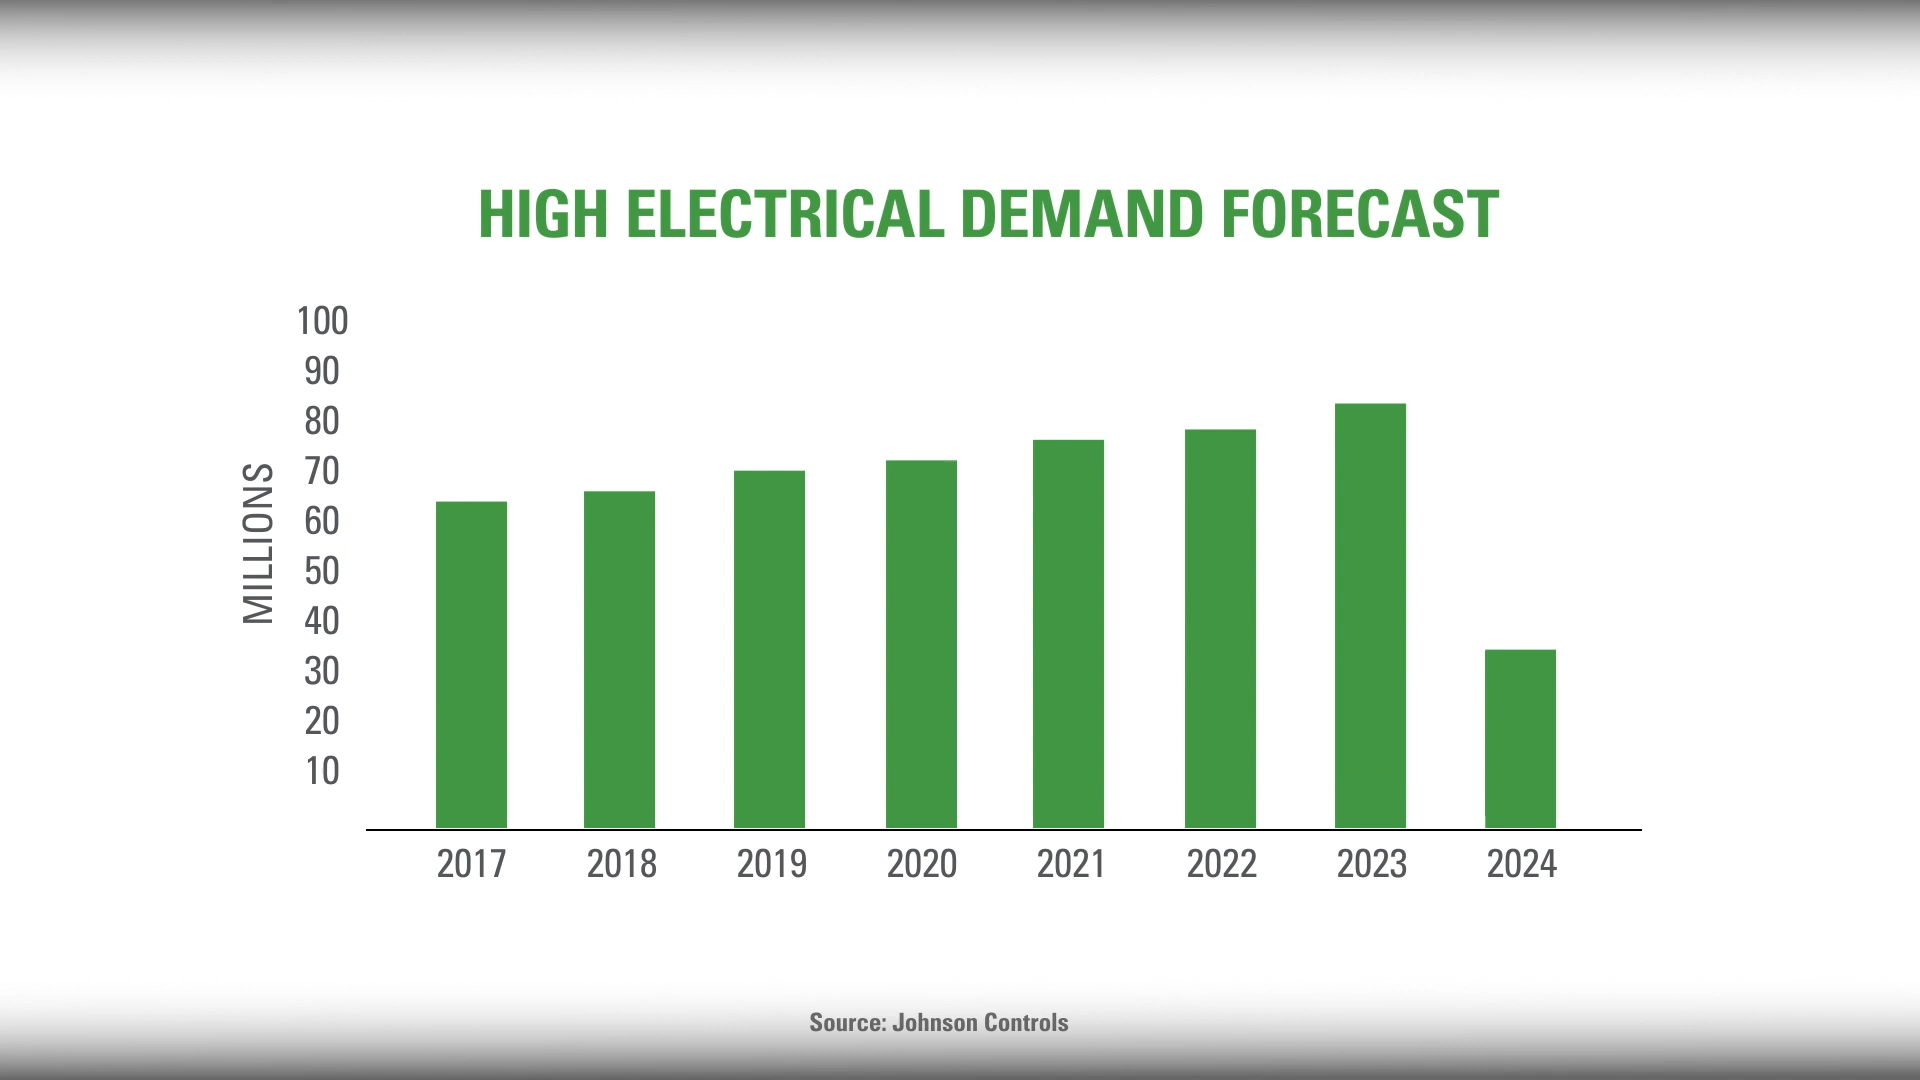 HIGH ELECTRICAL DEMAND FORECAST
MILLIONS
100
90
80
70
60
50
40
30
20
10
2017 2018 2019 2020 2021 2022 2023 2024
Source: Johnson Controls